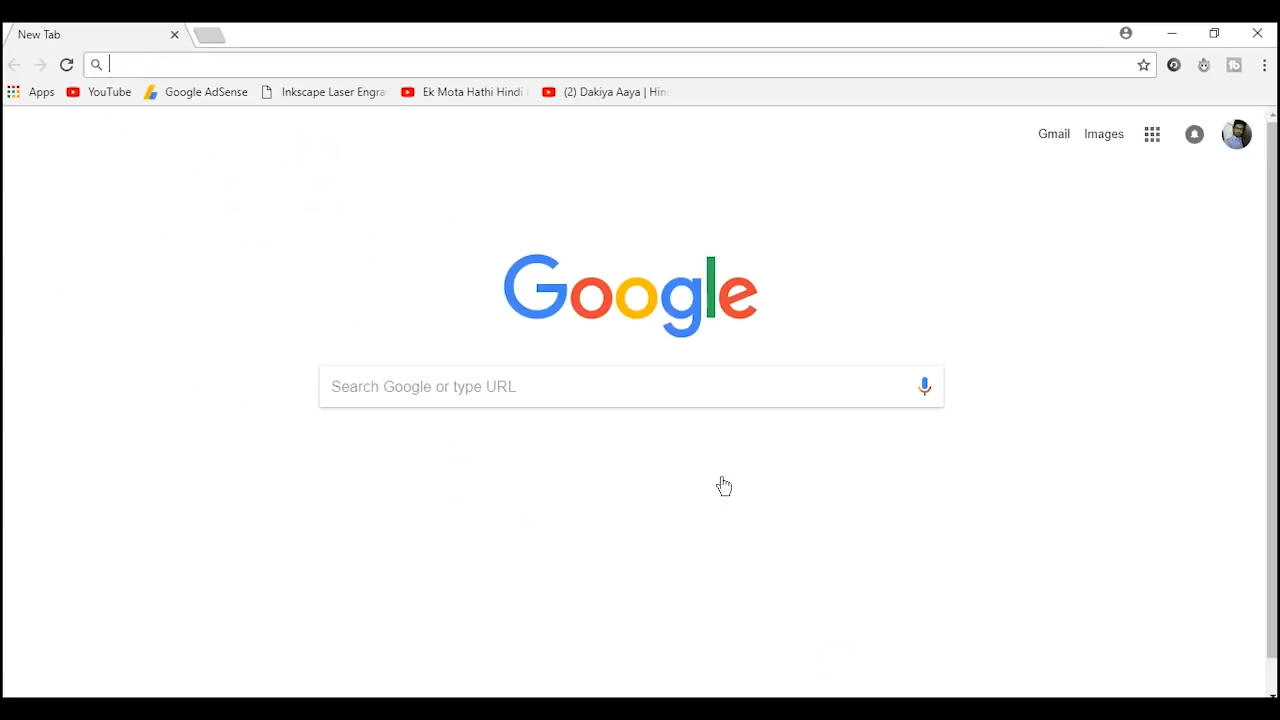 New Tab
Apps YouTube Google AdSense Inkscape Laser Engra Ek Mota Hathi Hindi (2) Dakiya Aaya | Hin
Gmail Images
Google
Search Google or type URL